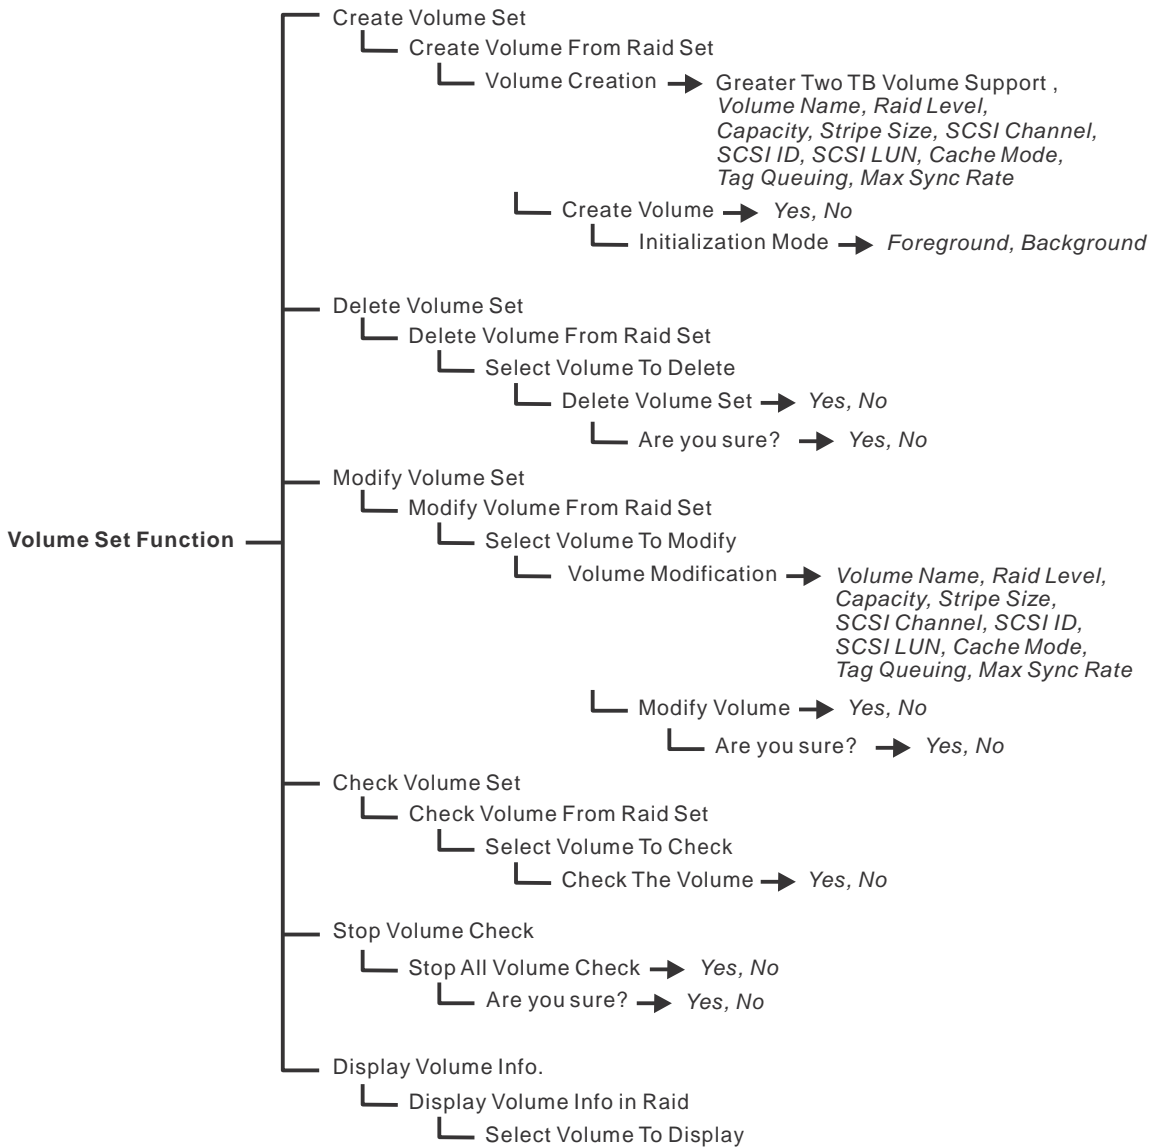 Create Volume Set
Create Volume From Raid Set
Volume Creation
Greater Two TB Volume Support ,
Volume Name, Raid Level,
Capacity, Stripe Size, SCSI Channel,
SCSI ID, SCSI LUN, Cache Mode,
Tag Queuing, Max Sync Rate
Create Volume
Yes, No
Initialization Mode
Foreground, Background
Delete Volume Set
Delete Volume From Raid Set
Select Volume To Delete
Delete Volume Set
Yes, No
Are you sure?
Yes, No
Modify Volume Set
Modify Volume From Raid Set
Volume Set Function
Select Volume To Modify
Volume Modification
Volume Name, Raid Level,
Capacity, Stripe Size,
SCSI Channel, SCSI ID,
SCSI LUN, Cache Mode,
Tag Queuing, Max Sync Rate
Modify Volume
Yes, No
Are you sure?
Yes, No
Check Volume Set
Check Volume From Raid Set
Select Volume To Check
Check The Volume
Yes, No
Stop Volume Check
Stop All Volume Check
Yes, No
Are you sure?
Yes, No
Display Volume Info.
Display Volume Info in Raid
Select Volume To Display